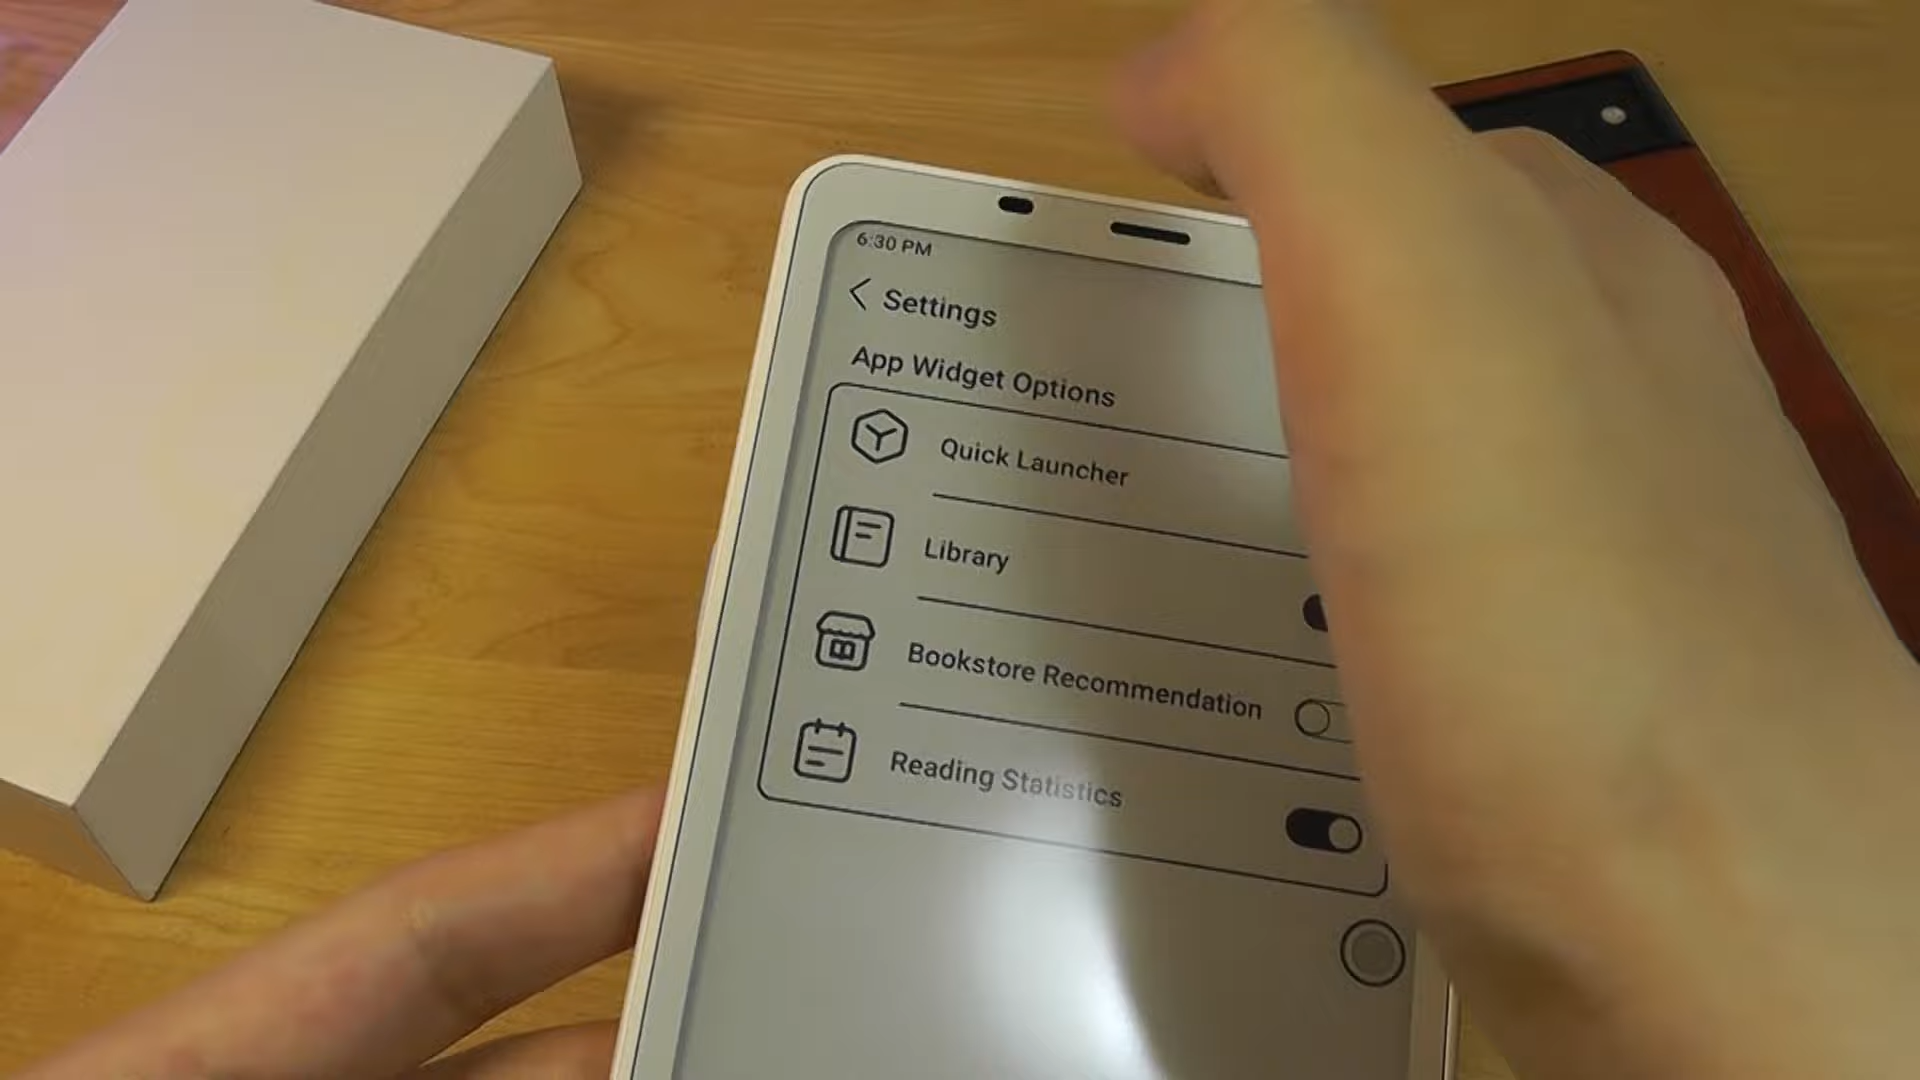 6:30 PM
Settings
App Widget Options
Quick Launcher
Library
Bookstore Recommendation
Reading Statistics